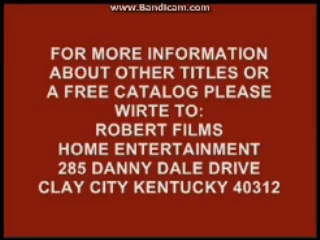 www.Bandicam.com
FOR MORE INFORMATION
ABOUT OTHER TITLES OR
A FREE CATALOG PLEASE
WIRTE TO:
ROBERT FILMS
HOME ENTERTAINMENT
285 DANNY DALE DRIVE
CLAY CITY KENTUCKY 40312